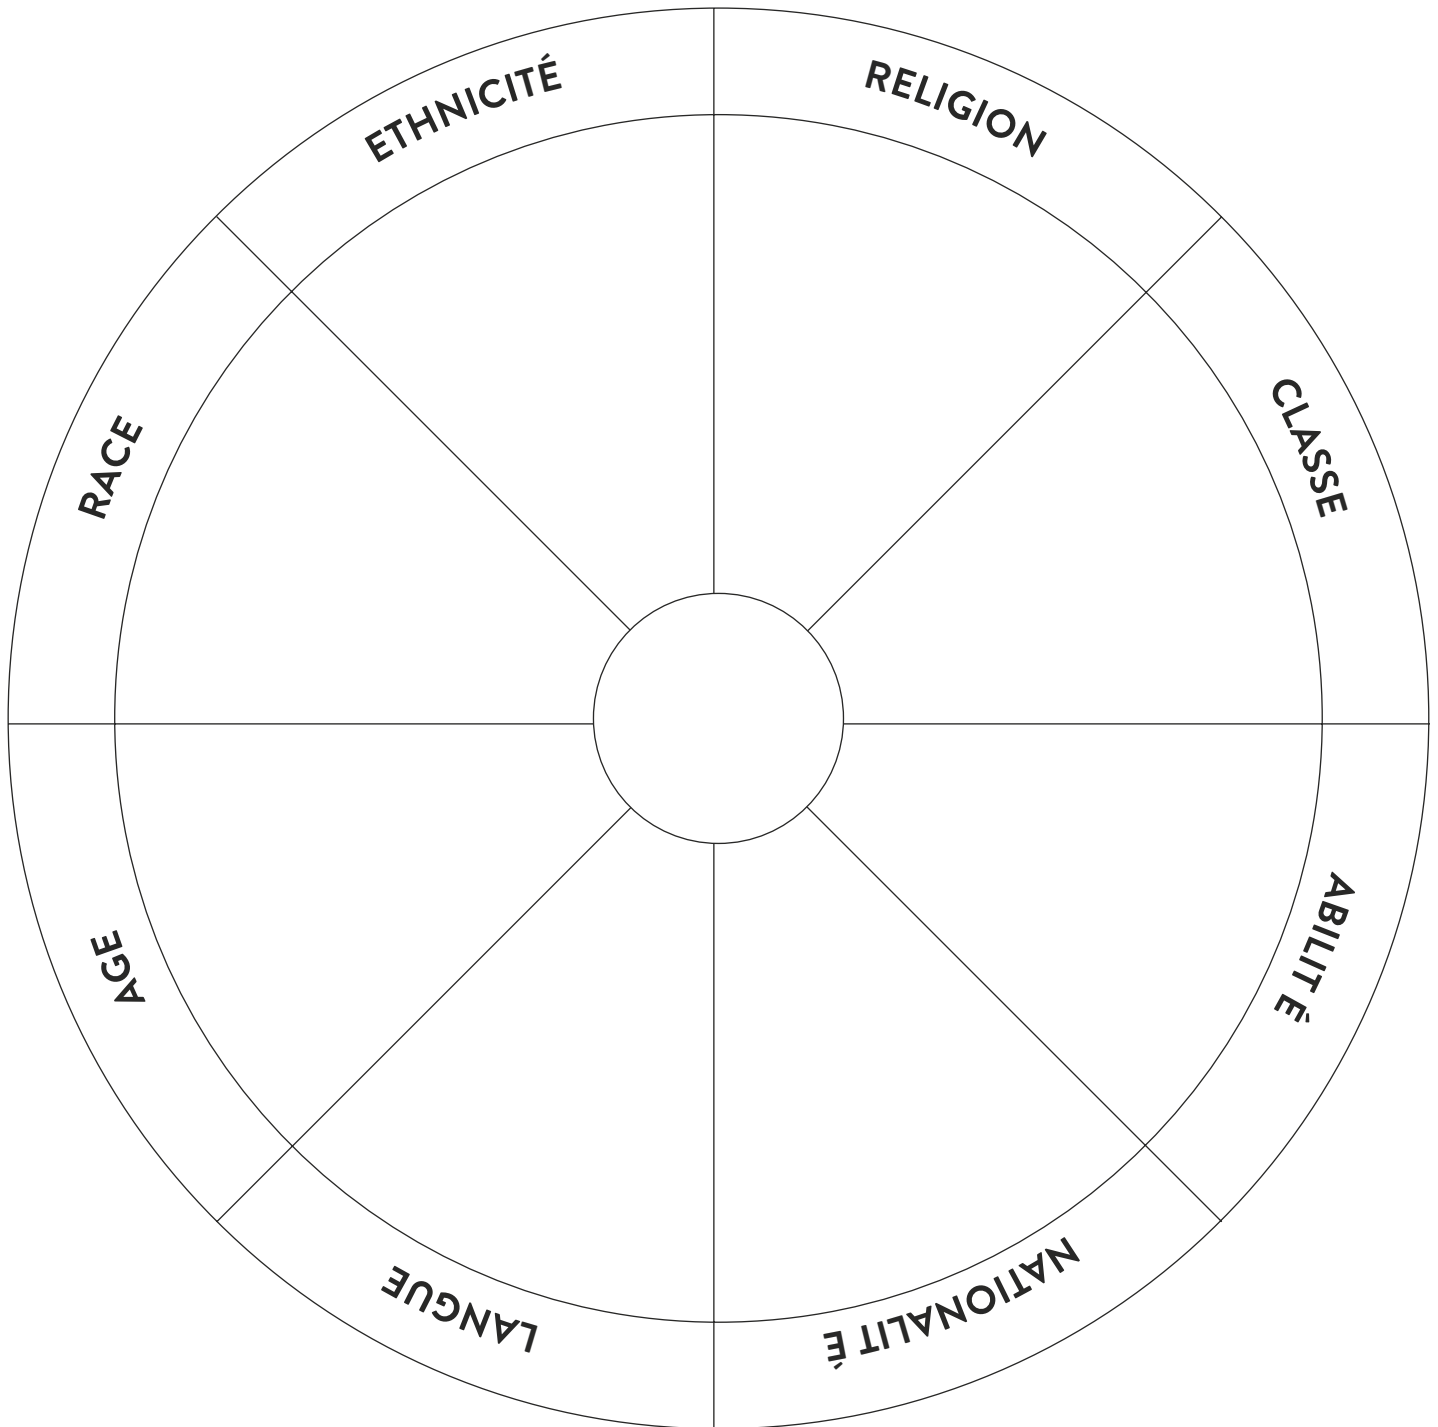 RELIGION
CLASSE
ABILIT É
NATIONALIT É
LANGUE
AGE
RACE
ETHNICITÉ